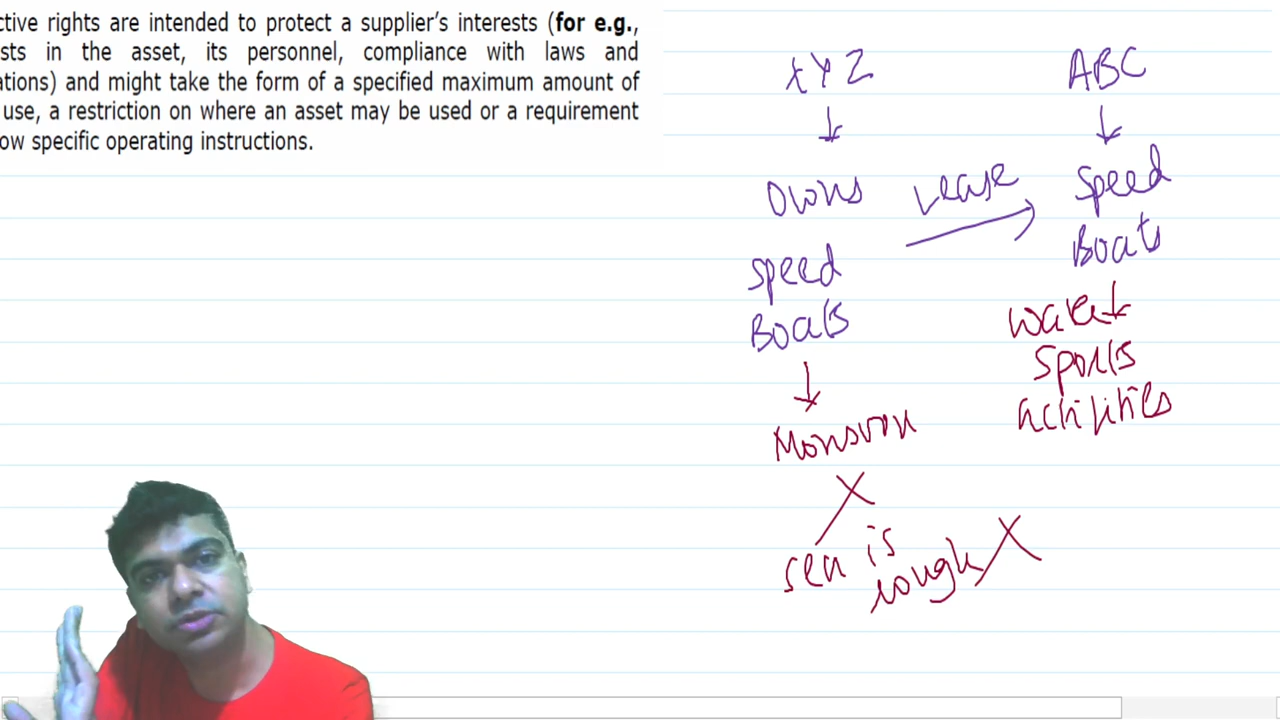 ctive rights are intended to protect a supplier's interests (for e.g.,
sts in the asset, its personnel, compliance with laws and
ations) and might take the form of a specified maximum amount of
use, a restriction on where an asset may be used or a requirement
ow specific operating instructions.
XYZ
ABC
Owns
Lease
Speed
Speed
Boats
Boats
Sports
activities
Monsoon
sea is
rough